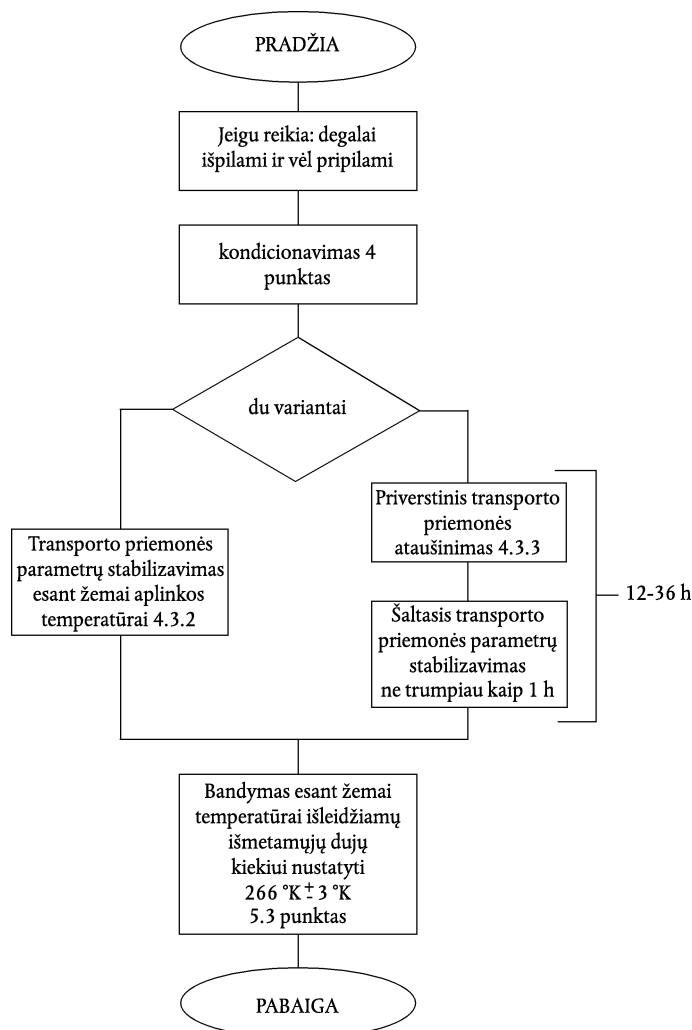 PRADŽIA
Jeigu reikia: degalai
išpilami ir vėl pripilami
kondicionavimas 4
punktas
du variantai
Transporto priemonės
parametrų stabilizavimas
esant žemai aplinkos
temperatūrai 4.3.2
Priverstinis transporto
priemonės
ataušinimas 4.3.3
Šaltasis transporto
priemonės parametrų
stabilizavimas
ne trumpiau kaip 1 h
12-36 h
Bandymas esant žemai
temperatūrai išleidžiamų
išmetamųjų dujų
kiekiui nustatyti
266 °K ± 3 °K
5.3 punktas
PABAIGA